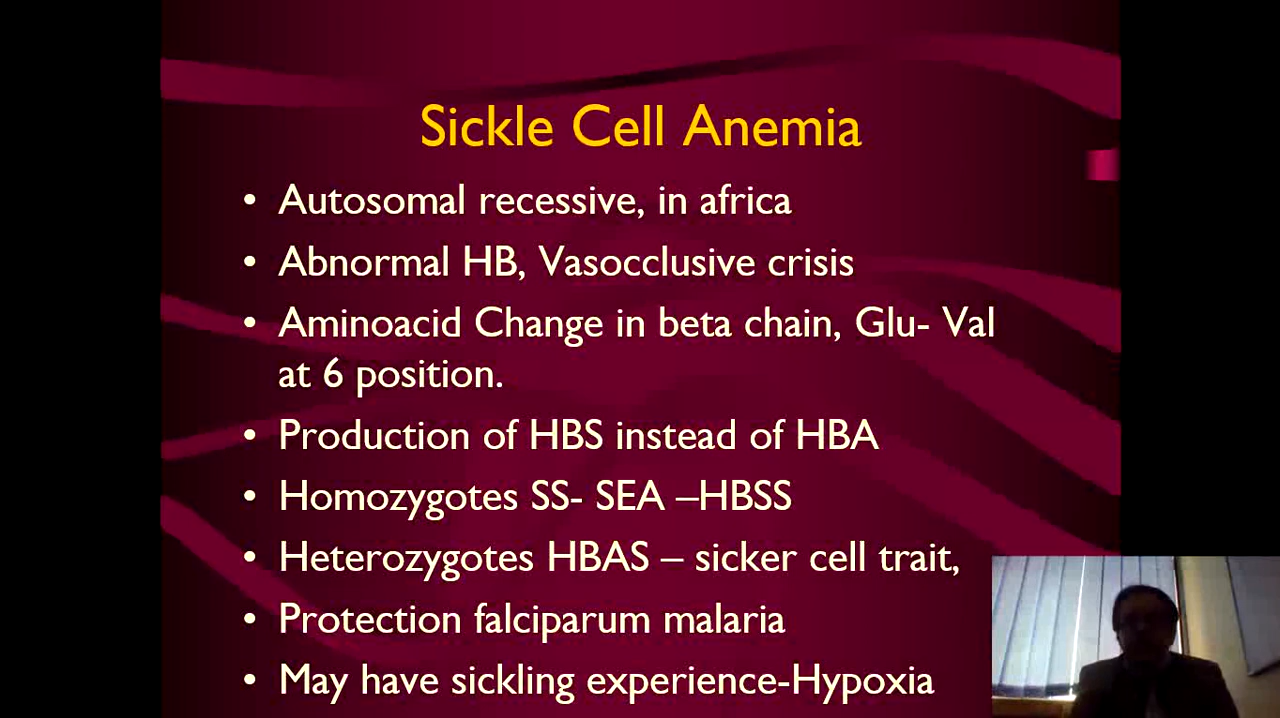 Sickle Cell Anemia
• Autosomal recessive, in africa
• Abnormal HB, Vasocclusive crisis
• Aminoacid Change in beta chain, Glu- Val
at 6 position.
• Production of HBS instead of HBA
• Homozygotes SS- SEA –HBSS
• Heterozygotes HBAS – sicker cell trait,
• Protection falciparum malaria
• May have sickling experience-Hypoxia